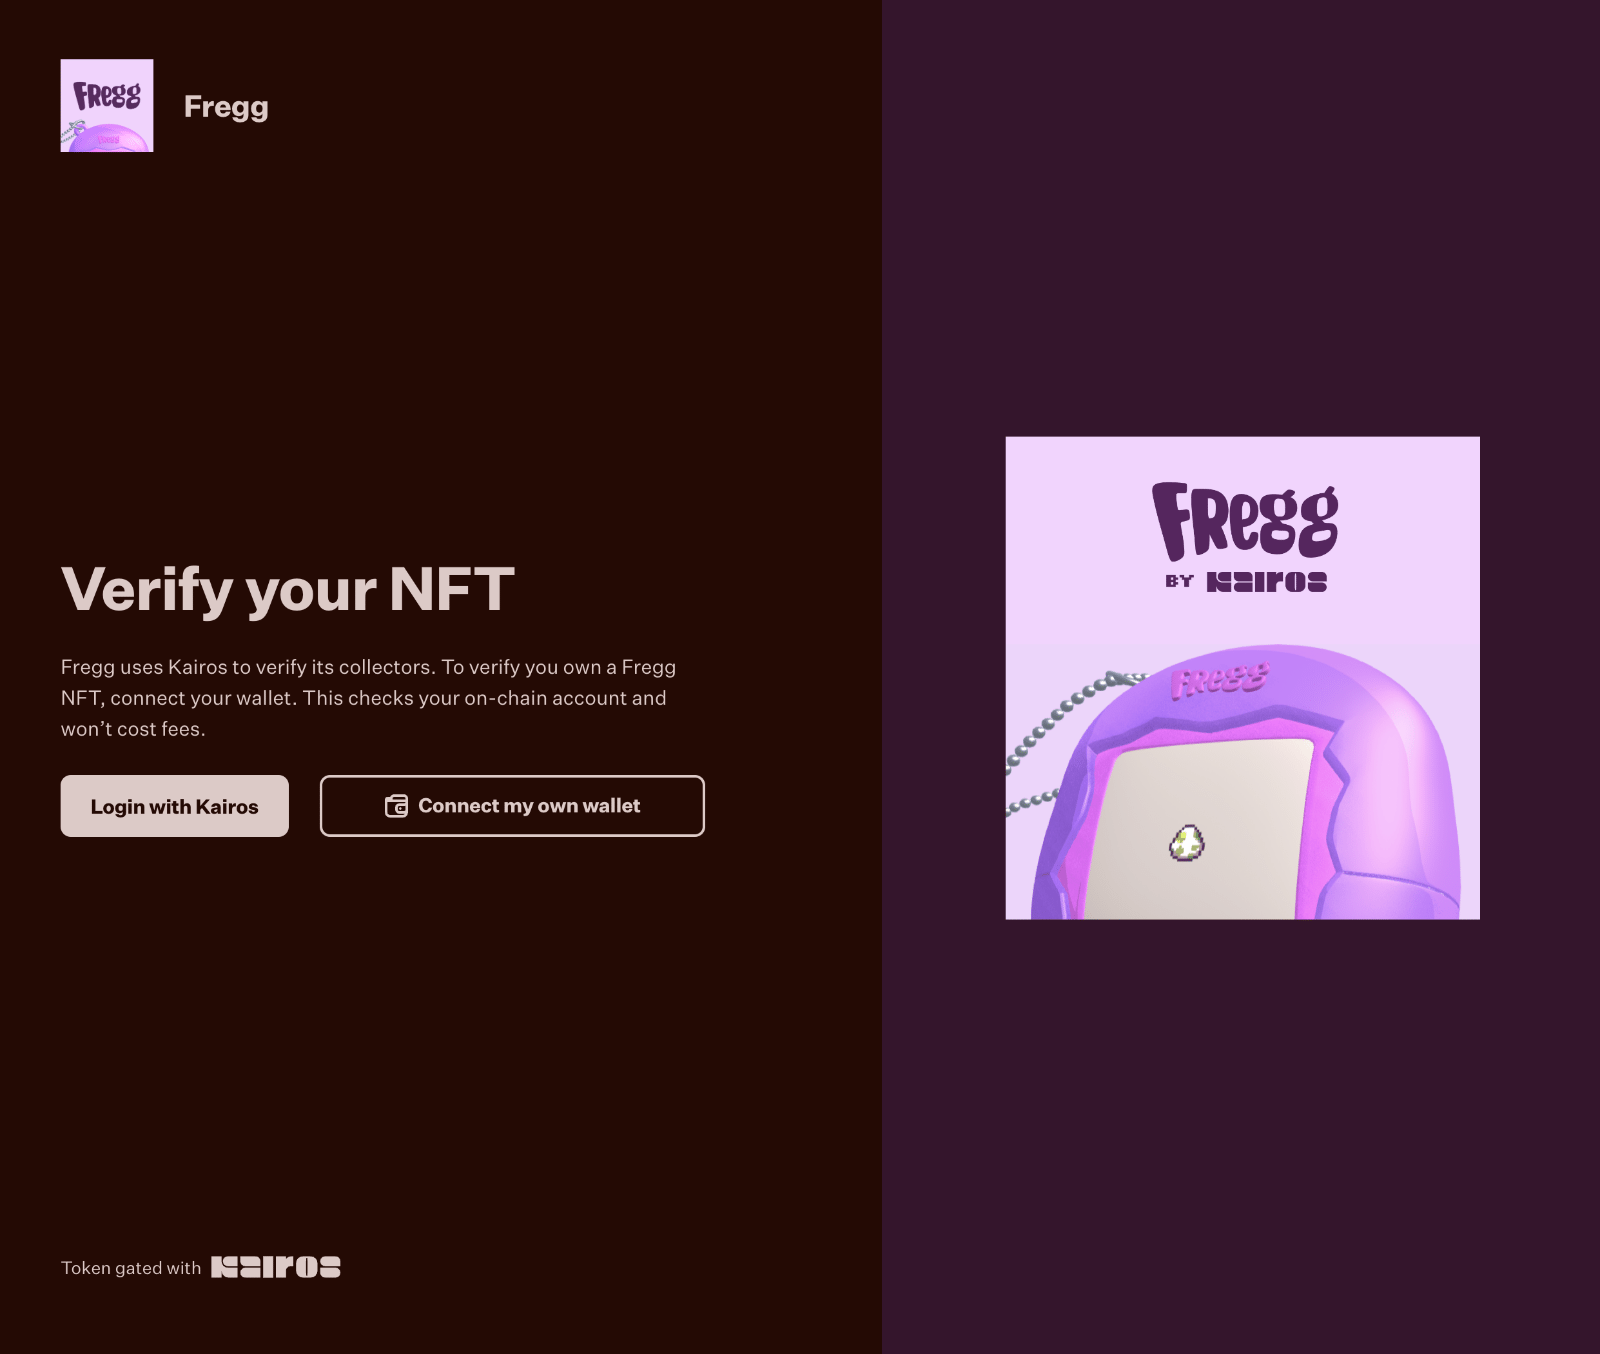 FRegg
Fregg
Fregg
Verify your NFT
Fregg uses Kairos to verify its collectors. To verify you own a Fregg
NFT, connect your wallet. This checks your on-chain account and
won’t cost fees.
Login with Kairos
Connect my own wallet
Token gated with Kairos
FRegg
BY Kairos
FRegg